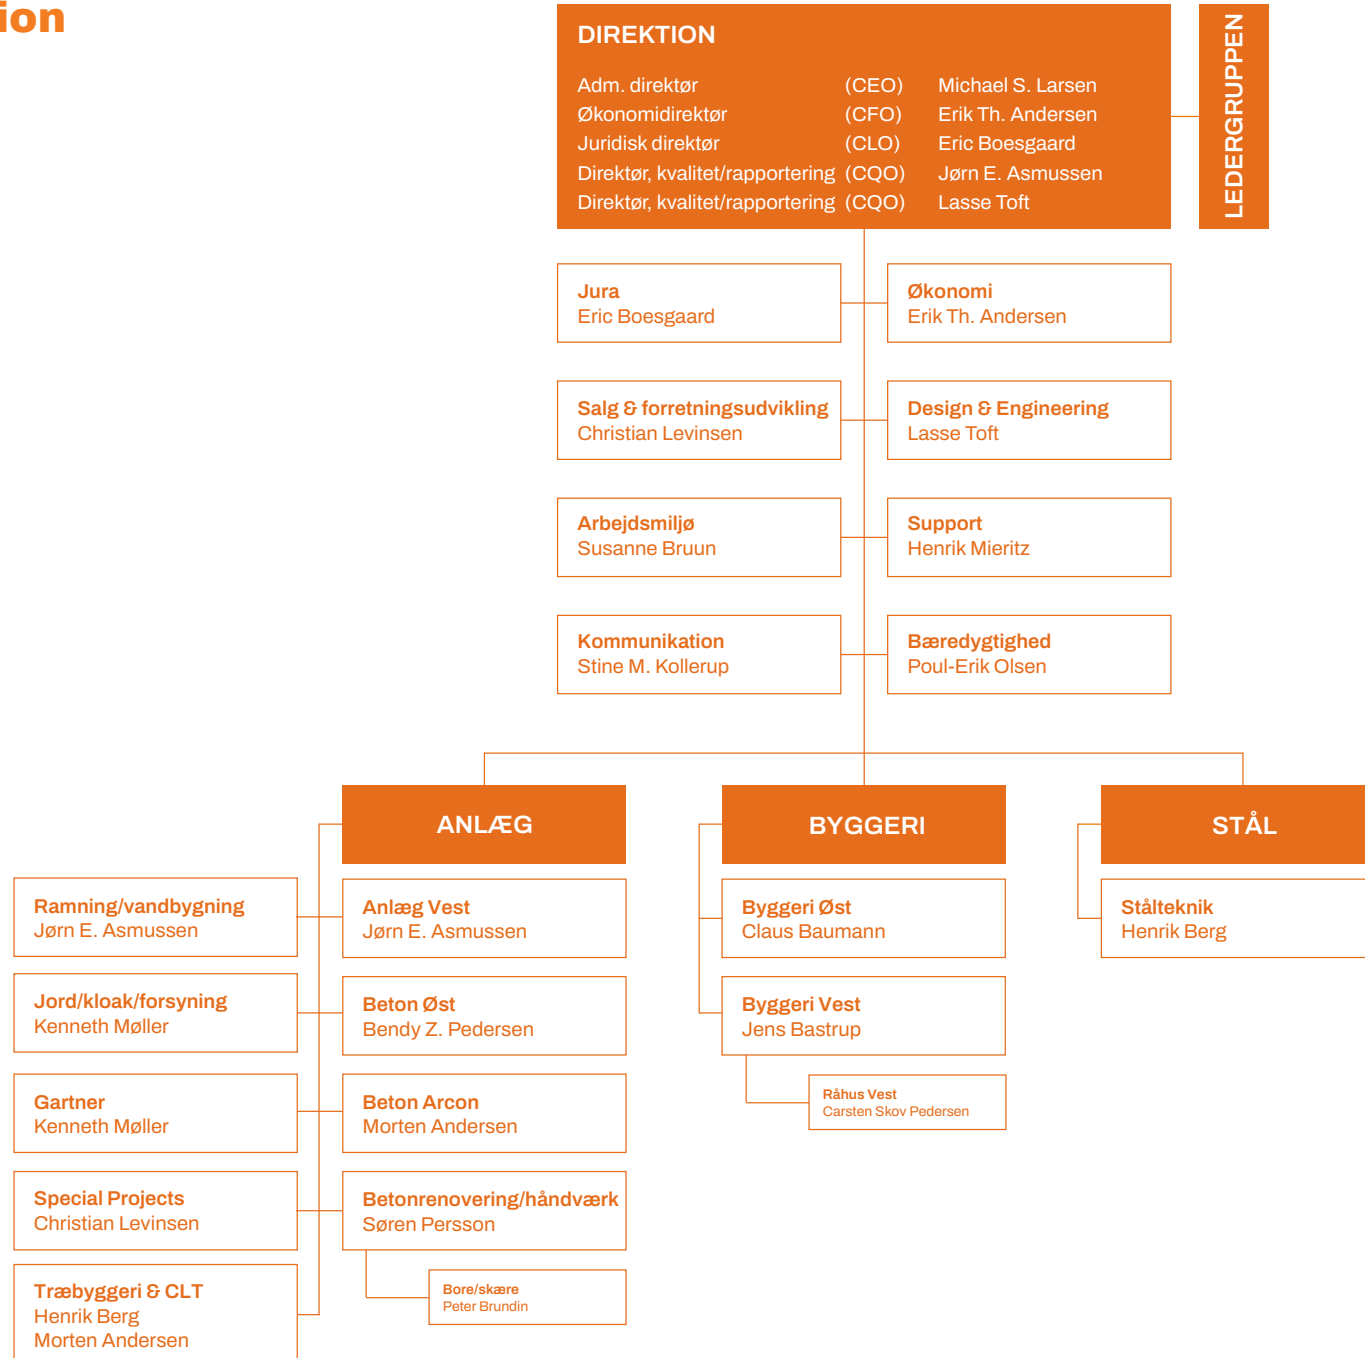 ion
DIREKTION
Adm. direktør (CEO) Michael S. Larsen
Økonomidirektør (CFO) Erik Th. Andersen
Juridisk direktør (CLO) Eric Boesgaard
Direktør, kvalitet/rapportering (CQO) Jørn E. Asmussen
Direktør, kvalitet/rapportering (CQO) Lasse Toft
LEDERGRUPPEN
Jura
Eric Boesgaard
Økonomi
Erik Th. Andersen
Salg & forretningsudvikling
Christian Levinsen
Design & Engineering
Lasse Toft
Arbejdsmiljø
Susanne Bruun
Support
Henrik Mieritz
Kommunikation
Stine M. Kollerup
Bæredygtighed
Poul-Erik Olsen
ANLÆG
Ramning/vandbygning
Jørn E. Asmussen
Anlæg Vest
Jørn E. Asmussen
Jord/kloak/forsyning
Kenneth Møller
Beton Øst
Bendy Z. Pedersen
Gartner
Kenneth Møller
Beton Arcon
Morten Andersen
Special Projects
Christian Levinsen
Betonrenovering/håndværk
Søren Persson
Træbyggeri & CLT
Henrik Berg
Morten Andersen
Bore/skære
Peter Brundin
BYGGERI
Byggeri Øst
Claus Baumann
Byggeri Vest
Jens Bastrup
Råhus Vest
Carsten Skov Pedersen
STÅL
Stålteknik
Henrik Berg